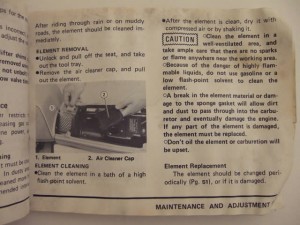 After riding through rain or on muddy
roads, the element should be cleaned im-
mediately.
ELEMENT REMOVAL
●Unlock and pull off the seat, and take
out the tool tray.
●Remove the air cleaner cap, and pull
out the element.
1. Element 2. Air Cleaner Cap
ELEMENT CLEANING
●Clean the element in a bath of a high
flash-point solvent.
●After the element is clean, dry it with
compressed air or by shaking it.
CAUTION ○Clean the element in a
well-ventilated area, and
take ample care that there are no sparks
or flame anywhere near the working area.
○Because of the danger of highly flam-
mable liquids, do not use gasoline or a
low flash-point solvent to clean the
element.
○A break in the element material or dam-
age to the sponge gasket will allow dirt
and dust to pass through into the carbu-
retor and eventually damage the engine.
If any part of the element is damaged,
the element must be replaced.
○Don't oil the element or carburetion will
be upset.
Element Replacement
The element should be changed peri-
odically (Pg. 51), or if it is damaged.
MAINTENANCE AND ADJUSTMENT